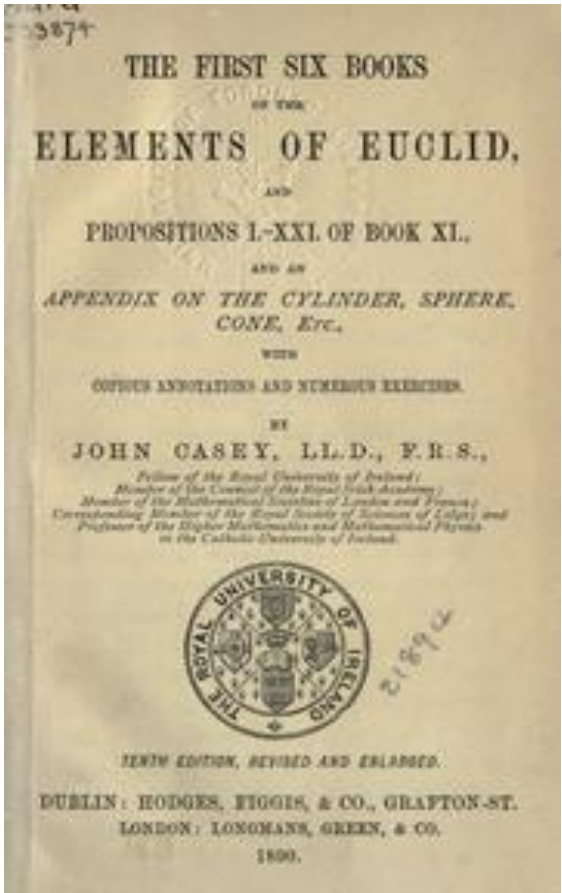 3874
THE FIRST SIX BOOKS
OF THE
ELEMENTS OF EUCLID,
AND
PROPOSITIONS I.-XXI. OF BOOK XI.,
AND AN
APPENDIX ON THE CYLINDER, SPHERE,
CONE, Etc.,
WITH
COPIOUS ANNOTATIONS AND NUMEROUS EXERCISES.
BY
JOHN CASEY, LL.D., F.R.S.,
Fellow of the Royal University of Ireland;
Member of the Council of the Royal Irish Academy;
Member of the Mathematical Societies of London and France;
Corresponding Member of the Royal Society of Sciences of Liège; and
Professor of the Higher Mathematics and Mathematical Physics
in the Catholic University of Ireland.
THE ROYAL UNIVERSITY OF IRELAND
TENTH EDITION, REVISED AND ENLARGED.
DUBLIN: HODGES, FIGGIS, & CO., GRAFTON-ST.
LONDON: LONGMANS, GREEN, & CO.